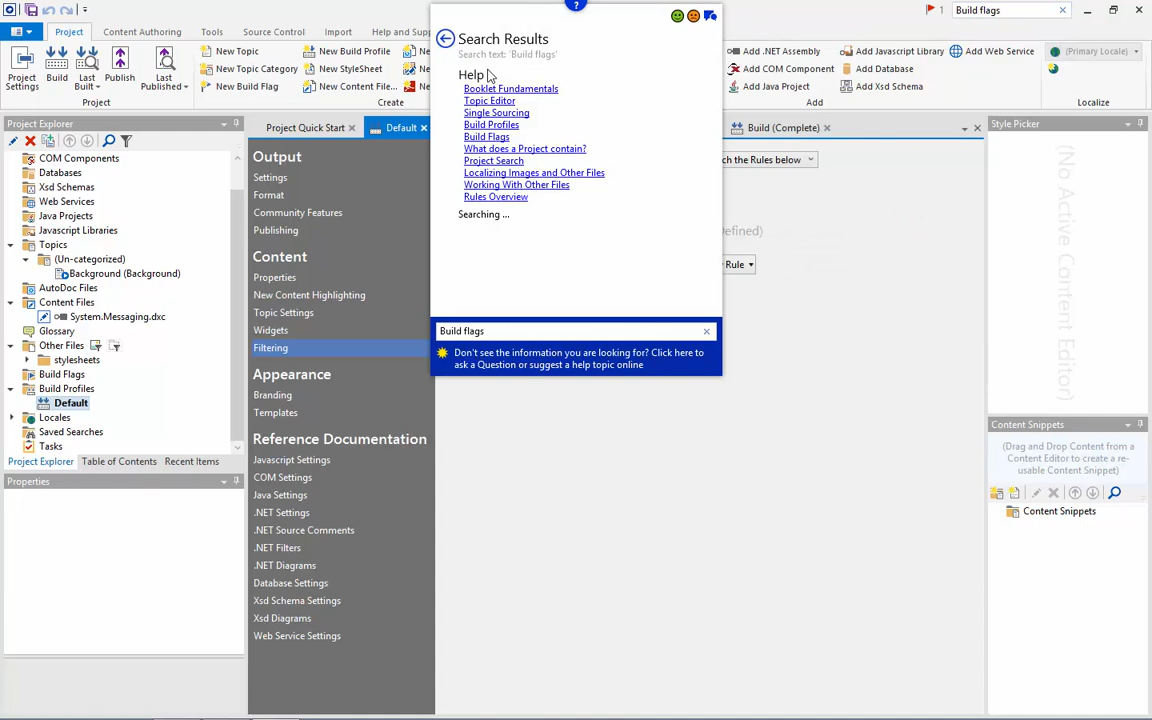 Build flags
1
Project
Content Authoring
Tools
Source Control
Import
Help and Sup
Project Settings
Build
Last Built
Publish
Last Published
Project
New Topic
New Topic Category
New Build Flag
New Build Profile
New StyleSheet
New Content File...
Ne
Ne
Ne
Create
Add .NET Assembly
Add COM Component
Add Java Project
Add Java Libraries
Add Database
Add Xsd Schema
Add Web Service
Add
(Primary Locale)
Localize
Search Results
Search text: 'Build flags'
Help
Booklet Fundamentals
Topic Editor
Single Sourcing
Build Profiles
Build Flags
What does a Project contain?
Project Search
Localizing Images and Other Files
Working With Other Files
Rules Overview
Searching ...
Build flags
Don't see the information you are looking for? Click here to
ask a Question or suggest a help topic online
Project Explorer
COM Components
Databases
Xsd Schemas
Web Services
Java Projects
Java Libraries
Topics
(Un-categorized)
Background (Background)
AutoDoc Files
Content Files
System.Messaging.dxc
Glossary
Other Files
stylesheets
Build Flags
Build Profiles
Default
Locales
Saved Searches
Tasks
Project Explorer
Table of Contents
Recent Items
Properties
Project Quick Start
Default
Build (Complete)
Output
Settings
Format
Community Features
Publishing
Content
Properties
New Content Highlighting
Topic Settings
Widgets
Filtering
Appearance
Branding
Templates
Reference Documentation
Javascript Settings
COM Settings
Java Settings
.NET Settings
.NET Source Comments
.NET Filters
.NET Diagrams
Database Settings
Xsd Schema Settings
Xsd Diagrams
Web Service Settings
ch the Rules below
efined)
Rule
Style Picker
(No Active Content Editor)
Content Snippets
(Drag and Drop Content from a
Content Editor to create a re-
usable Content Snippet)
Content Snippets